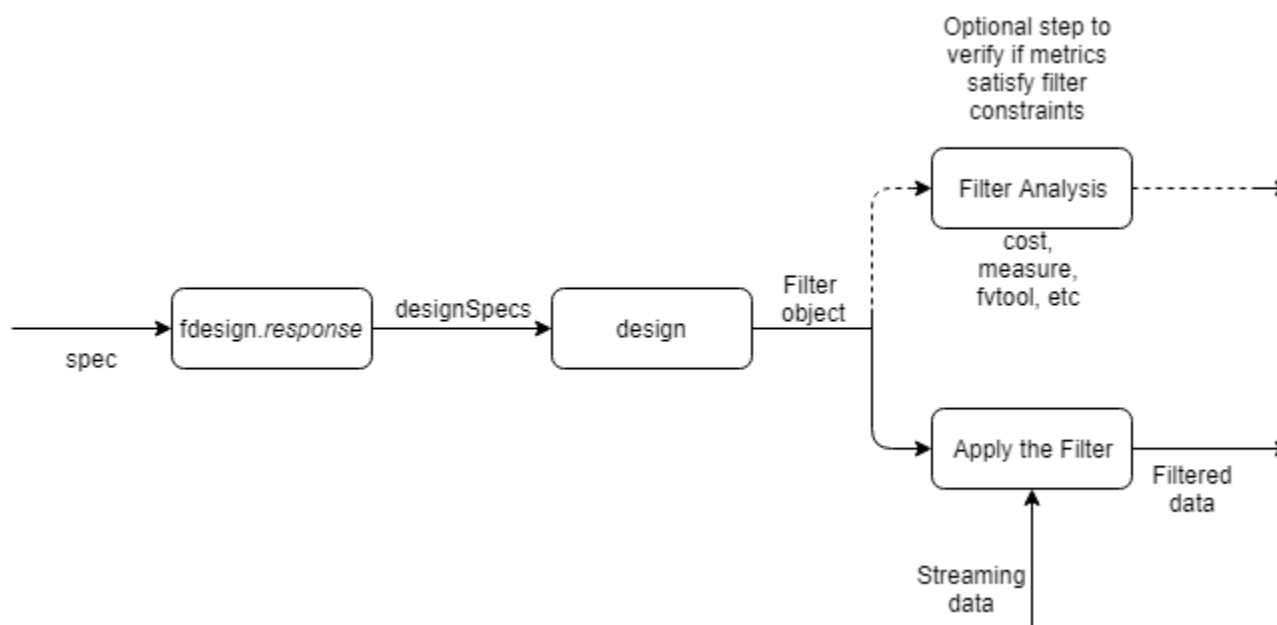 Optional step to
verify if metrics
satisfy filter
constraints
Filter Analysis
cost,
measure,
fvtool, etc
spec
fdesign.response
designSpecs
design
Filter
object
Apply the Filter
Filtered
data
Streaming
data